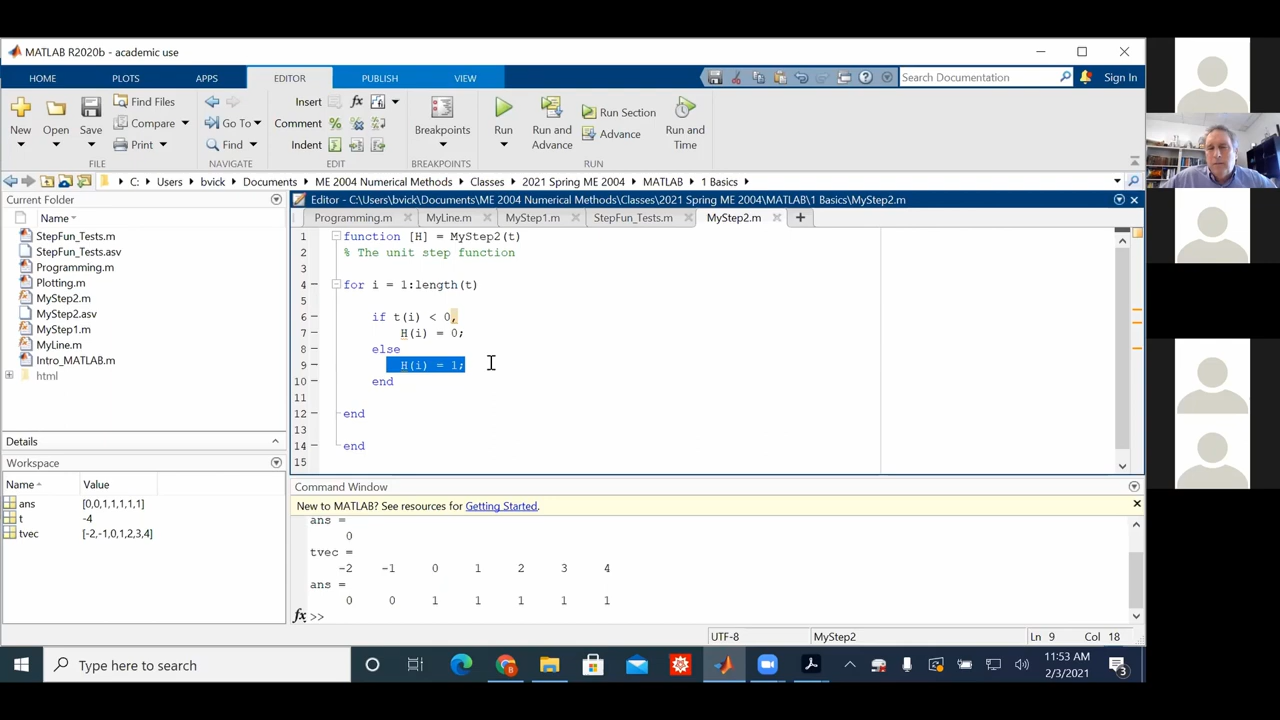 MATLAB R2020b - academic use
HOME PLOTS APPS EDITOR PUBLISH VIEW Search Documentation Sign In
New Open Save Find Files Compare Print Go To Find Insert fx Comment Indent Breakpoints Run Run and Advance Run Section Advance Run and Time
FILE NAVIGATE EDIT BREAKPOINTS RUN
C: Users bvick Documents ME 2004 Numerical Methods Classes 2021 Spring ME 2004 MATLAB 1 Basics
Current Folder
Name
StepFun_Tests.m
StepFun_Tests.asv
Programming.m
Plotting.m
MyStep2.m
MyStep2.asv
MyStep1.m
MyLine.m
Intro_MATLAB.m
html
Details
Workspace
Name Value
ans [0,0,1,1,1,1,1]
t -4
tvec [-2,-1,0,1,2,3,4]
Editor - C:\Users\bvick\Documents\ME 2004 Numerical Methods\Classes\2021 Spring ME 2004\MATLAB\1 Basics\MyStep2.m
Programming.m MyLine.m MyStep1.m StepFun_Tests.m MyStep2.m
1 function [H] = MyStep2(t)
2 % The unit step function
3
4 for i = 1:length(t)
5
6 if t(i) < 0,
7 H(i) = 0;
8 else
9 H(i) = 1;
10 end
11
12 end
13
14 end
15
Command Window
New to MATLAB? See resources for Getting Started.
ans =
0
tvec =
-2 -1 0 1 2 3 4
ans =
0 0 1 1 1 1 1
fx >>
UTF-8 MyStep2 Ln 9 Col 18
Type here to search
11:53 AM
2/3/2021
3